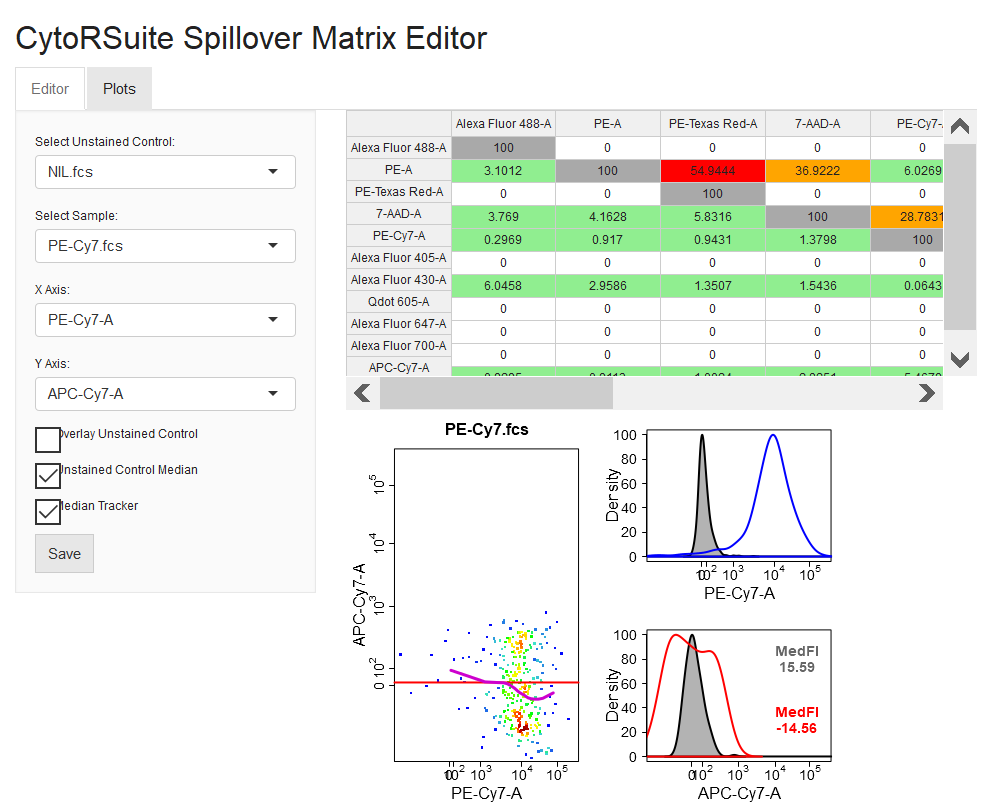 CytoRSuite Spillover Matrix Editor
Editor Plots
Select Unstained Control:
NIL.fcs
Select Sample:
PE-Cy7.fcs
X Axis:
PE-Cy7-A
Y Axis:
APC-Cy7-A
Overlay Unstained Control
Unstained Control Median
Median Tracker
Save
Alexa Fluor 488-A PE-A PE-Texas Red-A 7-AAD-A PE-Cy7-
Alexa Fluor 488-A 100 0 0 0 0
PE-A 3.1012 100 54.9444 36.9222 6.0269
PE-Texas Red-A 0 0 100 0 0
7-AAD-A 3.769 4.1628 5.8316 100 28.7831
PE-Cy7-A 0.2969 0.917 0.9431 1.3798 100
Alexa Fluor 405-A 0 0 0 0 0
Alexa Fluor 430-A 6.0458 2.9586 1.3507 1.5436 0.0643
Qdot 605-A 0 0 0 0 0
Alexa Fluor 647-A 0 0 0 0 0
Alexa Fluor 700-A 0 0 0 0 0
APC-Cy7-A
PE-Cy7.fcs
APC-Cy7-A
10^5
10^4
10^3
10^2
0
0 10^2 10^3 10^4 10^5
PE-Cy7-A
Density
100
80
60
40
20
0
0 10^2 10^3 10^4 10^5
PE-Cy7-A
Density
100
80
60
40
20
0
MedFI
15.59
MedFI
-14.56
0 10^2 10^3 10^4 10^5
APC-Cy7-A